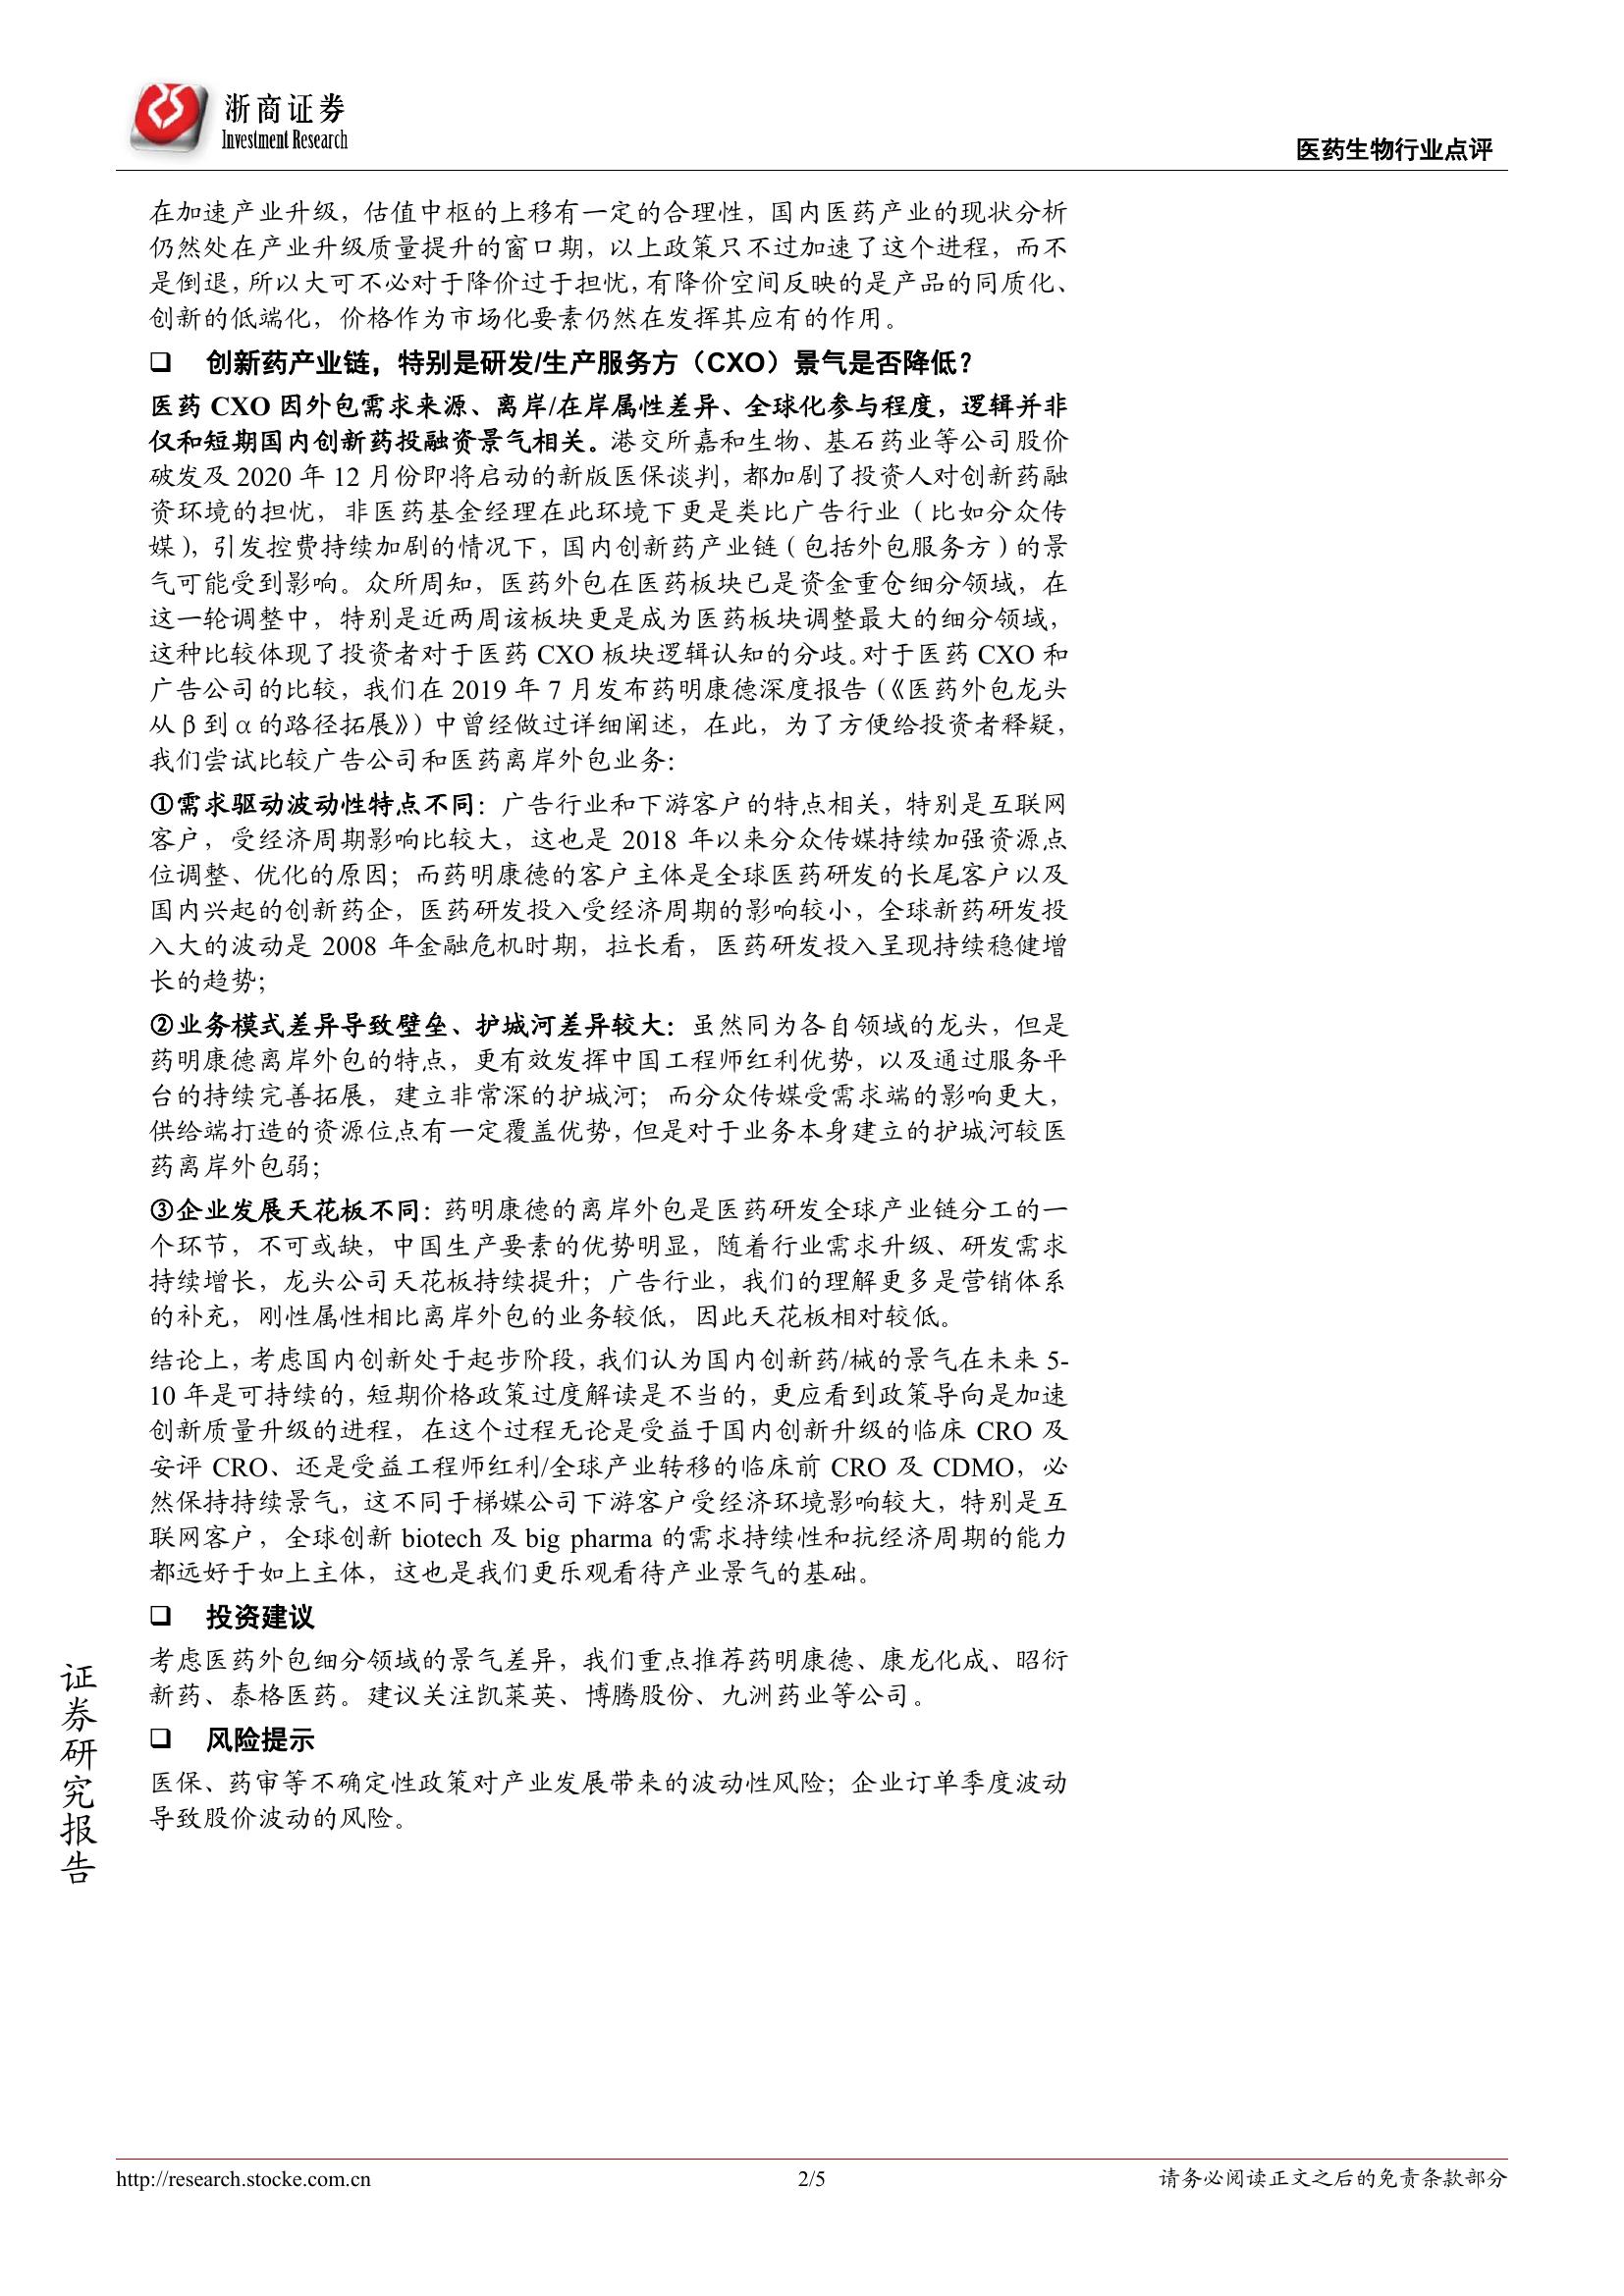 浙商证券
Investment Research
医药生物行业点评
在加速产业升级，估值中枢的上移有一定的合理性，国内医药产业的现状分析
仍然处在产业升级质量提升的窗口期，以上政策只不过加速了这个进程，而不
是倒退，所以大可不必对于降价过于担忧，有降价空间反映的是产品的同质化、
创新的低端化，价格作为市场化要素仍然在发挥其应有的作用。
❑ 创新药产业链，特别是研发/生产服务方（CXO）景气是否降低？
医药 CXO 因外包需求来源、离岸/在岸属性差异、全球化参与程度，逻辑并非
仅和短期国内创新药投融资景气相关。港交所嘉和生物、基石药业等公司股价
破发及 2020 年 12 月份即将启动的新版医保谈判，都加剧了投资人对创新药融
资环境的担忧，非医药基金经理在此环境下更是类比广告行业（比如分众传
媒），引发控费持续加剧的情况下，国内创新药产业链（包括外包服务方）的景
气可能受到影响。众所周知，医药外包在医药板块已是资金重仓细分领域，在
这一轮调整中，特别是近两周该板块更是成为医药板块调整最大的细分领域，
这种比较体现了投资者对于医药 CXO 板块逻辑认知的分歧。对于医药 CXO 和
广告公司的比较，我们在 2019 年 7 月发布药明康德深度报告（《医药外包龙头
从β到α的路径拓展》）中曾经做过详细阐述，在此，为了方便给投资者释疑，
我们尝试比较广告公司和医药离岸外包业务：
①需求驱动波动性特点不同：广告行业和下游客户的特点相关，特别是互联网
客户，受经济周期影响比较大，这也是 2018 年以来分众传媒持续加强资源点
位调整、优化的原因；而药明康德的客户主体是全球医药研发的长尾客户以及
国内兴起的创新药企，医药研发投入受经济周期的影响较小，全球新药研发投
入大的波动是 2008 年金融危机时期，拉长看，医药研发投入呈现持续稳健增
长的趋势；
②业务模式差异导致壁垒、护城河差异较大：虽然同为各自领域的龙头，但是
药明康德离岸外包的特点，更有效发挥中国工程师红利优势，以及通过服务平
台的持续完善拓展，建立非常深的护城河；而分众传媒受需求端的影响更大，
供给端打造的资源位点有一定覆盖优势，但是对于业务本身建立的护城河较医
药离岸外包弱；
③企业发展天花板不同：药明康德的离岸外包是医药研发全球产业链分工的一
个环节，不可或缺，中国生产要素的优势明显，随着行业需求升级、研发需求
持续增长，龙头公司天花板持续提升；广告行业，我们的理解更多是营销体系
的补充，刚性属性相比离岸外包的业务较低，因此天花板相对较低。
结论上，考虑国内创新处于起步阶段，我们认为国内创新药/械的景气在未来 5-
10 年是可持续的，短期价格政策过度解读是不当的，更应看到政策导向是加速
创新质量升级的进程，在这个过程无论是受益于国内创新升级的临床 CRO 及
安评 CRO、还是受益工程师红利/全球产业转移的临床前 CRO 及 CDMO，必
然保持持续景气，这不同于梯媒公司下游客户受经济环境影响较大，特别是互
联网客户，全球创新 biotech 及 big pharma 的需求持续性和抗经济周期的能力
都远好于如上主体，这也是我们更乐观看待产业景气的基础。
❑ 投资建议
考虑医药外包细分领域的景气差异，我们重点推荐药明康德、康龙化成、昭衍
新药、泰格医药。建议关注凯莱英、博腾股份、九洲药业等公司。
❑ 风险提示
医保、药审等不确定性政策对产业发展带来的波动性风险；企业订单季度波动
导致股价波动的风险。
证
券
研
究
报
告
http://research.stocke.com.cn
2/5
请务必阅读正文之后的免责条款部分